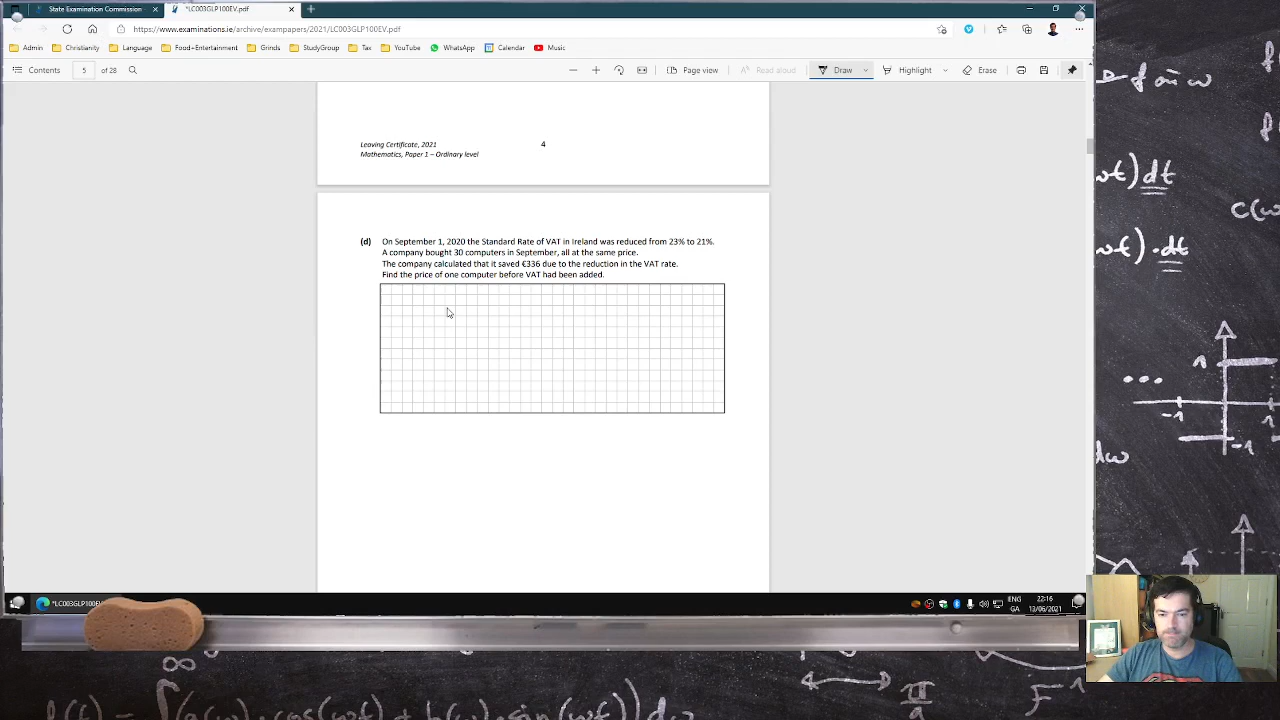 State Examination Commission
*LC003GLP100EV.pdf
https://www.examinations.ie/archive/exampapers/2021/LC003GLP100EV.pdf
Admin
Christianity
Language
Food+Entertainment
Grinds
StudyGroup
Tax
YouTube
WhatsApp
Calendar
Music
Contents
5
of 28
Page view
Read aloud
Draw
Highlight
Erase
Leaving Certificate, 2021
4
Mathematics, Paper 1 – Ordinary level
(d) On September 1, 2020 the Standard Rate of VAT in Ireland was reduced from 23% to 21%.
A company bought 30 computers in September, all at the same price.
The company calculated that it saved €336 due to the reduction in the VAT rate.
Find the price of one computer before VAT had been added.
*LC003GLP100EV
ENG
GA
22:16
13/06/2021